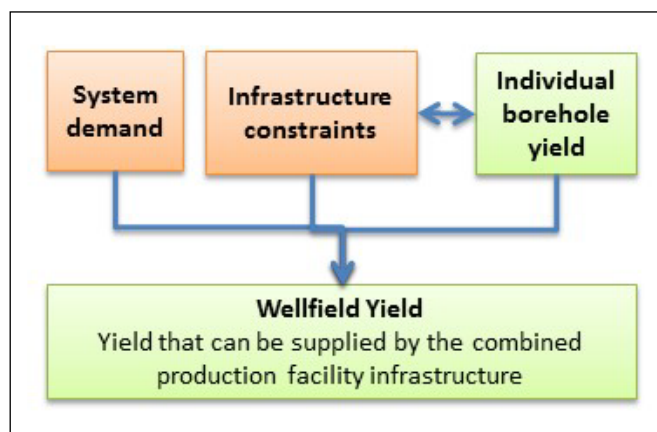 System
demand
Infrastructure
constraints
Individual
borehole
yield
Wellfield Yield
Yield that can be supplied by the combined
production facility infrastructure